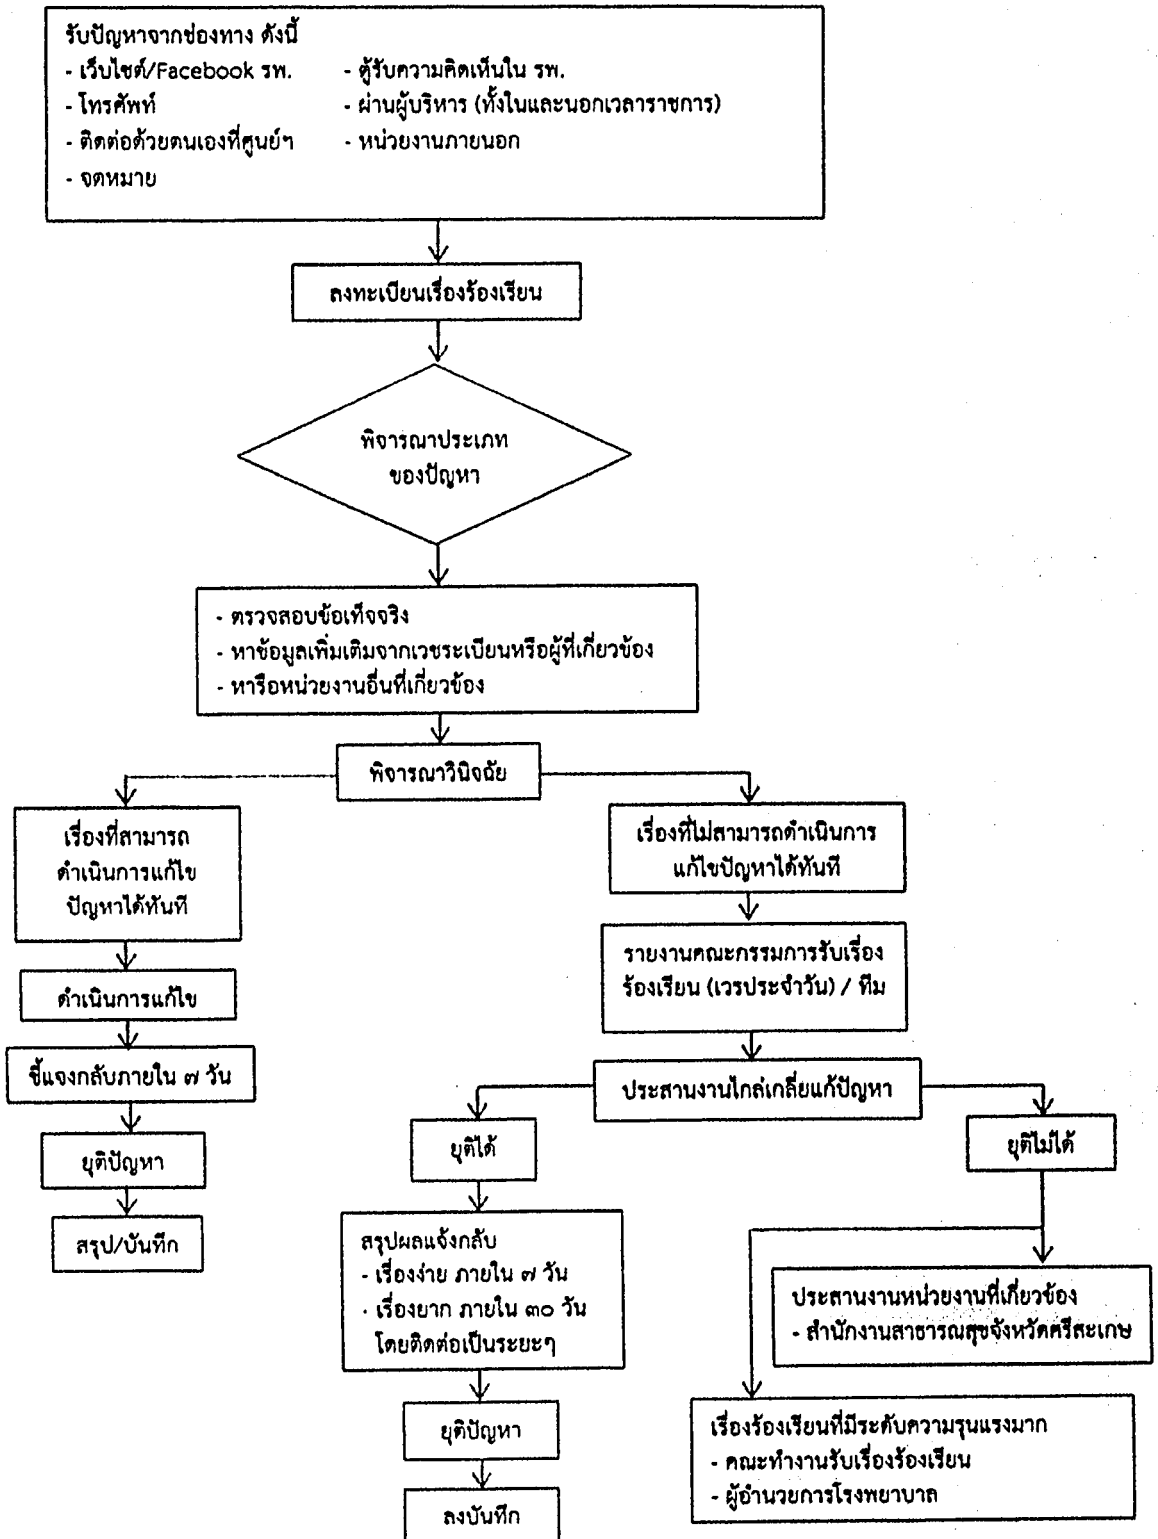 รับปัญหาจากช่องทาง ดังนี้
- เว็บไซต์/Facebook รพ.
- ตู้รับความคิดเห็นใน รพ.
- โทรศัพท์
- ผ่านผู้บริหาร (ทั้งในและนอกเวลาราชการ)
- ติดต่อด้วยตนเองที่ศูนย์ฯ
- หน่วยงานภายนอก
- จดหมาย
ลงทะเบียนเรื่องร้องเรียน
พิจารณาประเภท
ของปัญหา
- ตรวจสอบข้อเท็จจริง
- หาข้อมูลเพิ่มเติมจากเวชระเบียนหรือผู้ที่เกี่ยวข้อง
- หารือหน่วยงานอื่นที่เกี่ยวข้อง
พิจารณาวินิจฉัย
เรื่องที่สามารถ
ดำเนินการแก้ไข
ปัญหาได้ทันที
ดำเนินการแก้ไข
ชี้แจงกลับภายใน ๗ วัน
ยุติปัญหา
สรุป/บันทึก
เรื่องที่ไม่สามารถดำเนินการ
แก้ไขปัญหาได้ทันที
รายงานคณะกรรมการรับเรื่อง
ร้องเรียน (เวรประจำวัน) / ทีม
ประสานงานไกล่เกลี่ยแก้ปัญหา
ยุติได้
สรุปผลแจ้งกลับ
- เรื่องง่าย ภายใน ๗ วัน
- เรื่องยาก ภายใน ๓๐ วัน
โดยติดต่อเป็นระยะๆ
ยุติปัญหา
ลงบันทึก
ยุติไม่ได้
ประสานงานหน่วยงานที่เกี่ยวข้อง
- สำนักงานสาธารณสุขจังหวัดศรีสะเกษ
เรื่องร้องเรียนที่มีระดับความรุนแรงมาก
- คณะทำงานรับเรื่องร้องเรียน
- ผู้อำนวยการโรงพยาบาล